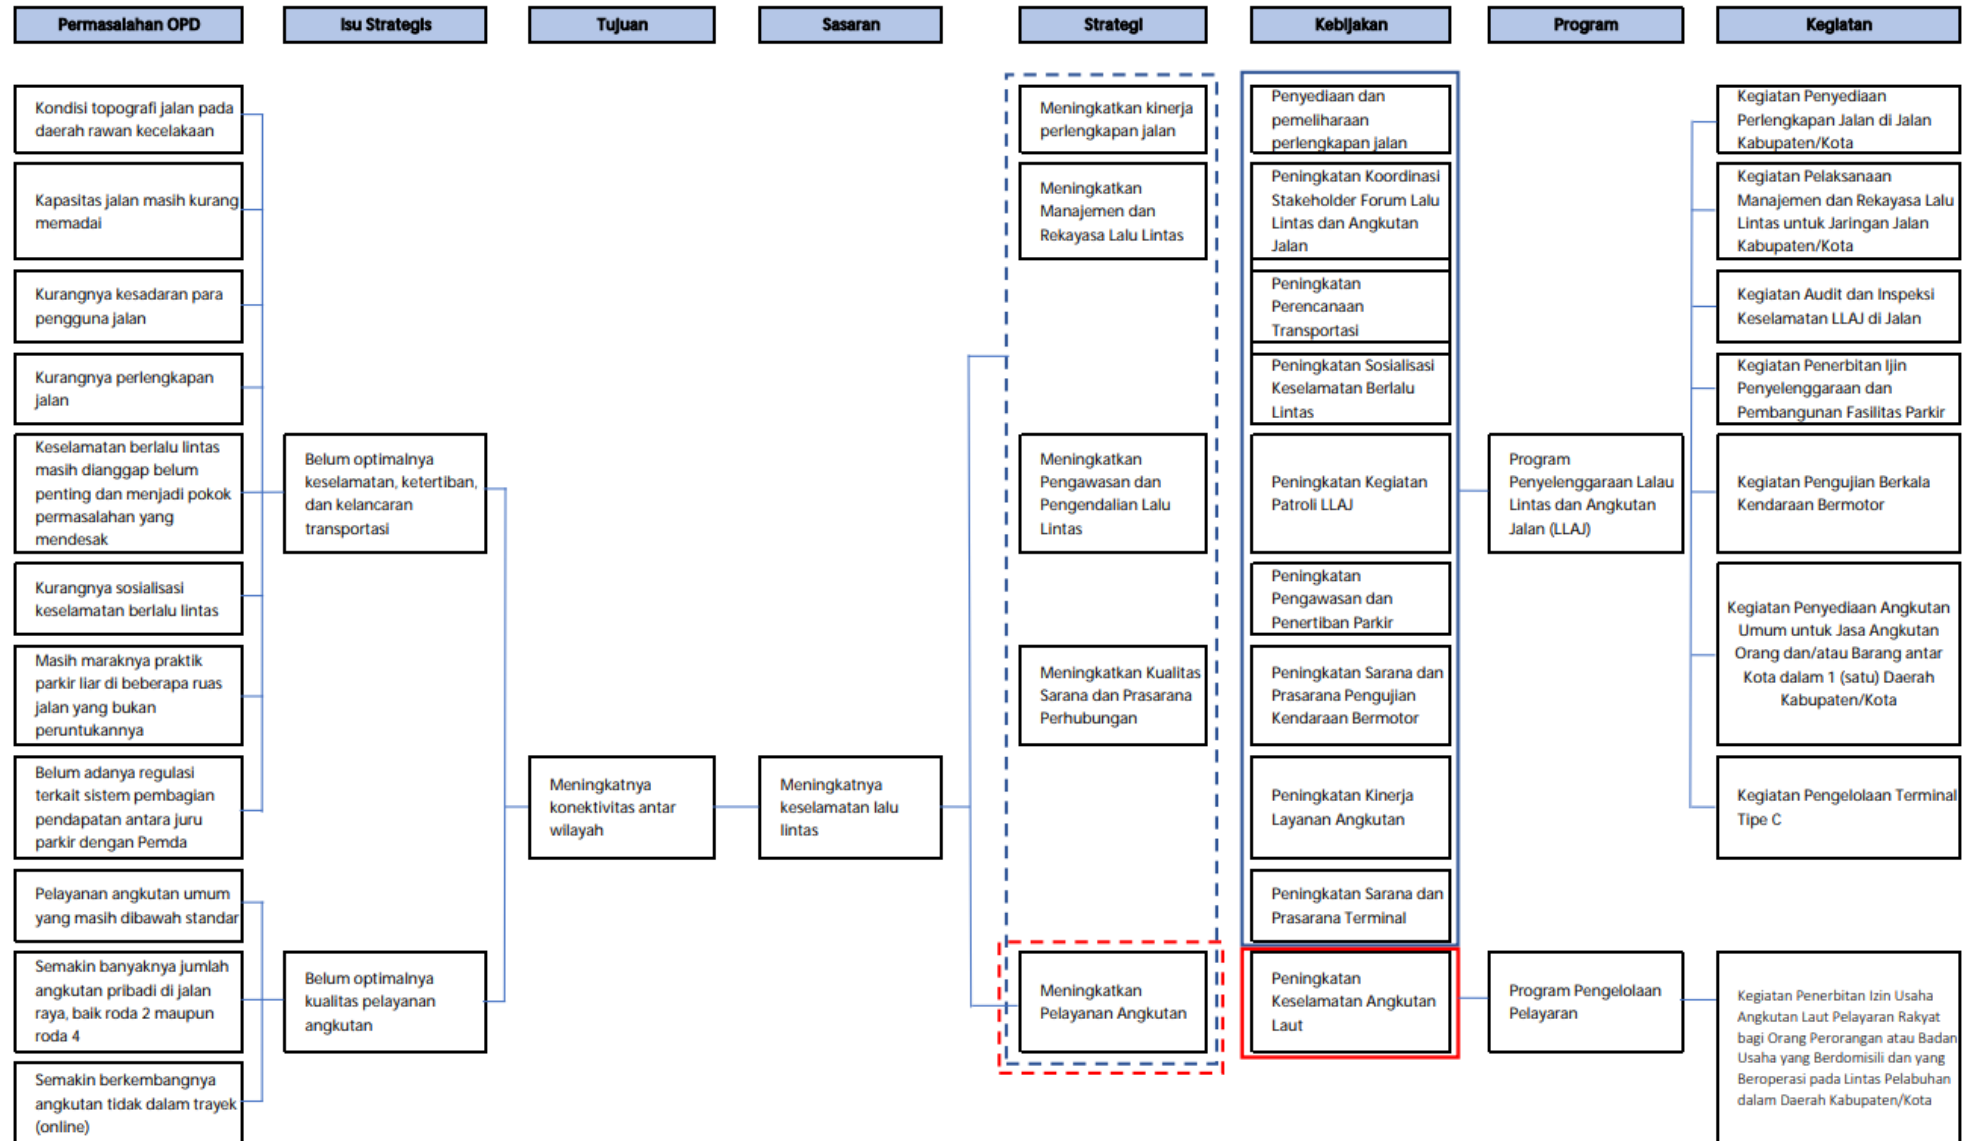 Permasalahan OPD
Isu Strategis
Tujuan
Sasaran
Strategi
Kebijakan
Program
Kegiatan
Kondisi topografi jalan pada
daerah rawan kecelakaan
Kapasitas jalan masih kurang
memadai
Kurangnya kesadaran para
pengguna jalan
Kurangnya perlengkapan
jalan
Keselamatan berlalu lintas
masih dianggap belum
penting dan menjadi pokok
permasalahan yang
mendesak
Kurangnya sosialisasi
keselamatan berlalu lintas
Masih maraknya praktik
parkir liar di beberapa ruas
jalan yang bukan
peruntukannya
Belum adanya regulasi
terkait sistem pembagian
pendapatan antara juru
parkir dengan Pemda
Pelayanan angkutan umum
yang masih dibawah standar
Semakin banyaknya jumlah
angkutan pribadi di jalan
raya, baik roda 2 maupun
roda 4
Semakin berkembangnya
angkutan tidak dalam trayek
(online)
Belum optimalnya
keselamatan, ketertiban,
dan kelancaran
transportasi
Belum optimalnya
kualitas pelayanan
angkutan
Meningkatnya
konektivitas antar
wilayah
Meningkatnya
keselamatan lalu
lintas
Meningkatkan kinerja
perlengkapan jalan
Meningkatkan
Manajemen dan
Rekayasa Lalu Lintas
Meningkatkan
Pengawasan dan
Pengendalian Lalu
Lintas
Meningkatkan Kualitas
Sarana dan Prasarana
Perhubungan
Meningkatkan
Pelayanan Angkutan
Penyediaan dan
pemeliharaan
perlengkapan jalan
Peningkatan Koordinasi
Stakeholder Forum Lalu
Lintas dan Angkutan
Jalan
Peningkatan
Perencanaan
Transportasi
Peningkatan Sosialisasi
Keselamatan Berlalu
Lintas
Peningkatan Kegiatan
Patroli LLAJ
Peningkatan
Pengawasan dan
Penertiban Parkir
Peningkatan Sarana dan
Prasarana Pengujian
Kendaraan Bermotor
Peningkatan Kinerja
Layanan Angkutan
Peningkatan Sarana dan
Prasarana Terminal
Peningkatan
Keselamatan Angkutan
Laut
Program
Penyelenggaraan Lalau
Lintas dan Angkutan
Jalan (LLAJ)
Program Pengelolaan
Pelayaran
Kegiatan Penyediaan
Perlengkapan Jalan di Jalan
Kabupaten/Kota
Kegiatan Pelaksanaan
Manajemen dan Rekayasa Lalu
Lintas untuk Jaringan Jalan
Kabupaten/Kota
Kegiatan Audit dan Inspeksi
Keselamatan LLAJ di Jalan
Kegiatan Penerbitan Ijin
Penyelenggaraan dan
Pembangunan Fasilitas Parkir
Kegiatan Pengujian Berkala
Kendaraan Bermotor
Kegiatan Penyediaan Angkutan
Umum untuk Jasa Angkutan
Orang dan/atau Barang antar
Kota dalam 1 (satu) Daerah
Kabupaten/Kota
Kegiatan Pengelolaan Terminal
Tipe C
Kegiatan Penerbitan Izin Usaha
Angkutan Laut Pelayaran Rakyat
bagi Orang Perorangan atau Badan
Usaha yang Berdomisili dan yang
Beroperasi pada Lintas Pelabuhan
dalam Daerah Kabupaten/Kota